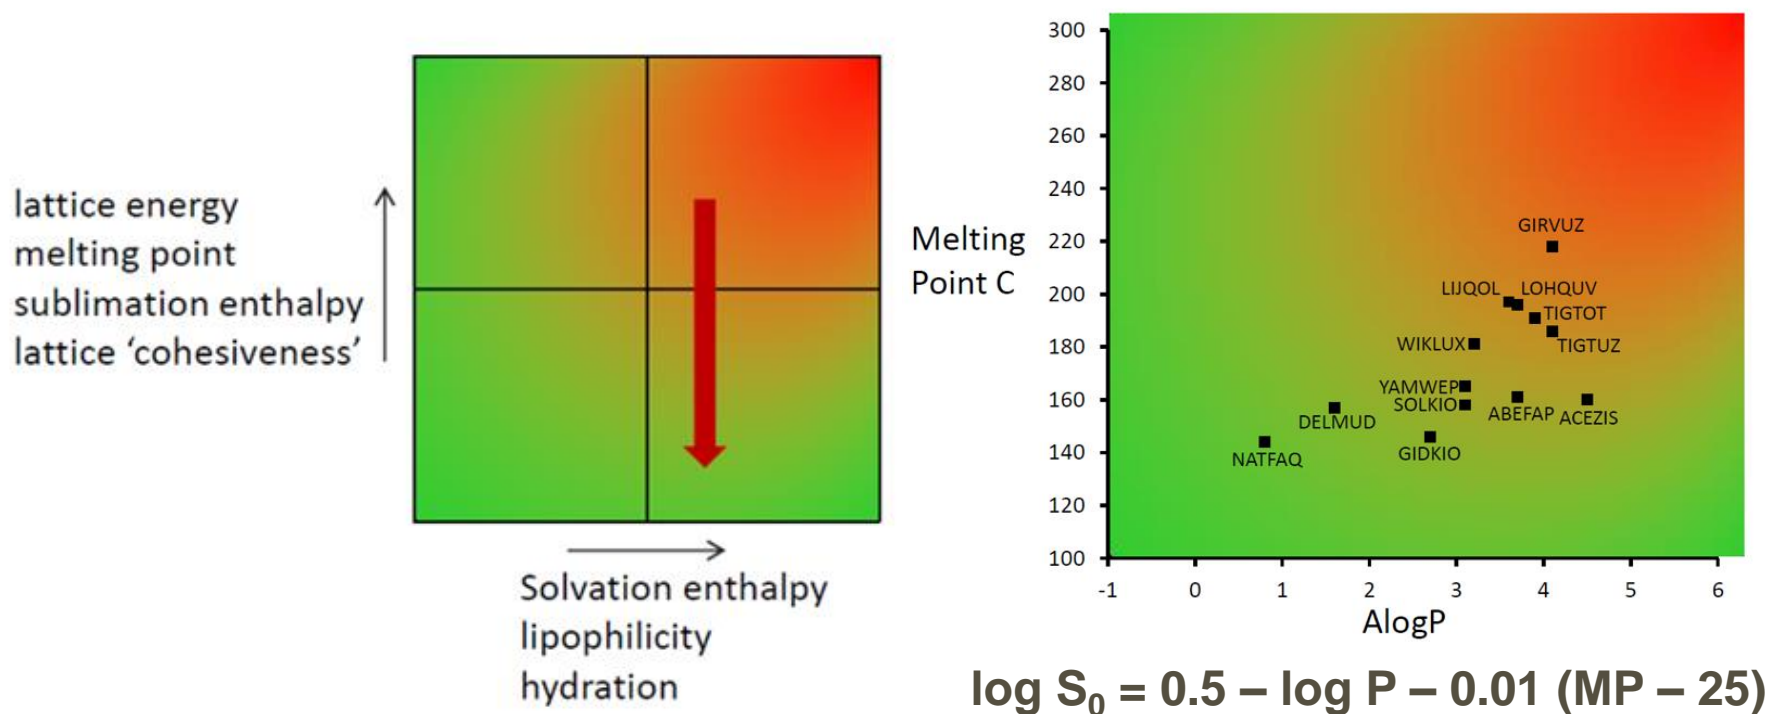 lattice energy
melting point
sublimation enthalpy
lattice ‘cohesiveness’
Solvation enthalpy
lipophilicity
hydration
Melting
Point C
300
280
260
240
220
200
180
160
140
120
100
GIRVUZ
LIJQOL LOHQUV
TIGTOT
WIKLUX TIGTUZ
YAMWEP
SOLKIO
DELMUD ABEFAP ACEZIS
NATFAQ GIDKIO
-1 0 1 2 3 4 5 6
AlogP
log S₀ = 0.5 – log P – 0.01 (MP – 25)